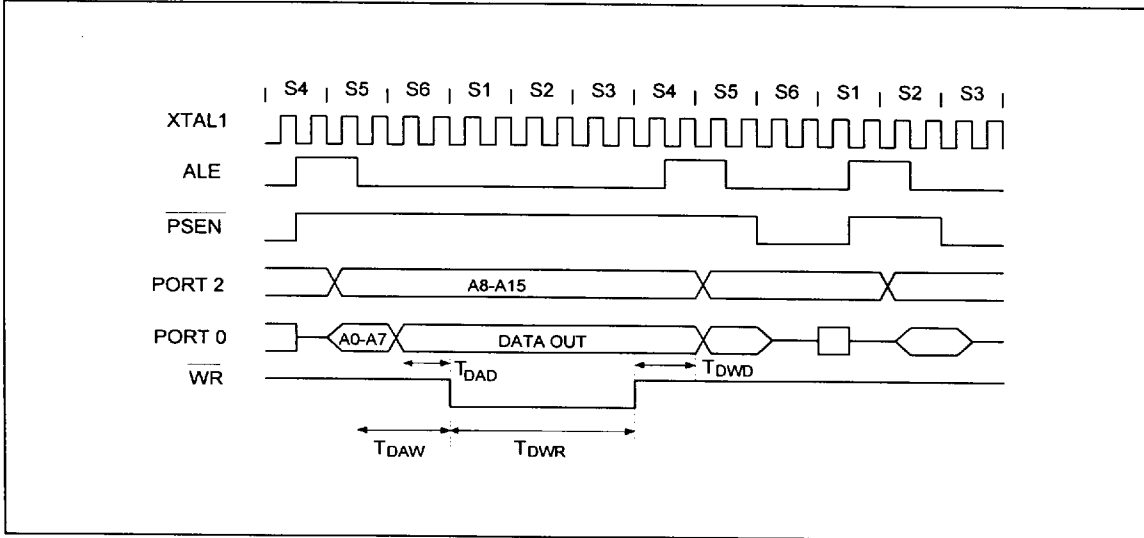 S4 S5 S6 S1 S2 S3 S4 S5 S6 S1 S2 S3
XTAL1
ALE
PSEN
PORT 2 A8-A15
PORT 0 A0-A7 DATA OUT
WR TDAD TDWD
TDAW TDWR